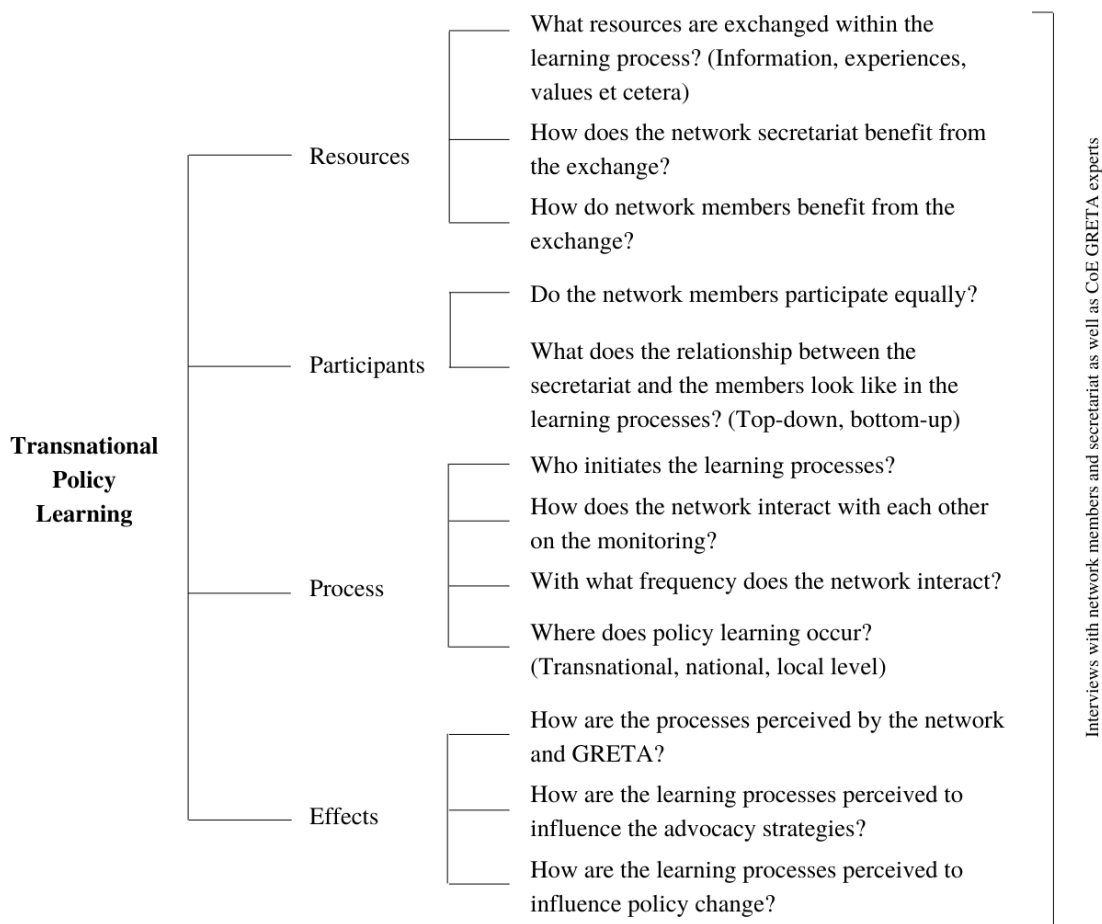 What resources are exchanged within the
learning process? (Information, experiences,
values et cetera)
Resources
How does the network secretariat benefit from
the exchange?
How do network members benefit from the
exchange?
Do the network members participate equally?
Participants
What does the relationship between the
secretariat and the members look like in the
learning processes? (Top-down, bottom-up)
Transnational
Policy
Learning
Who initiates the learning processes?
How does the network interact with each other
on the monitoring?
Process
With what frequency does the network interact?
Where does policy learning occur?
(Transnational, national, local level)
How are the processes perceived by the network
and GRETA?
Effects
How are the learning processes perceived to
influence the advocacy strategies?
How are the learning processes perceived to
influence policy change?
Interviews with network members and secretariat as well as CoE GRETA experts